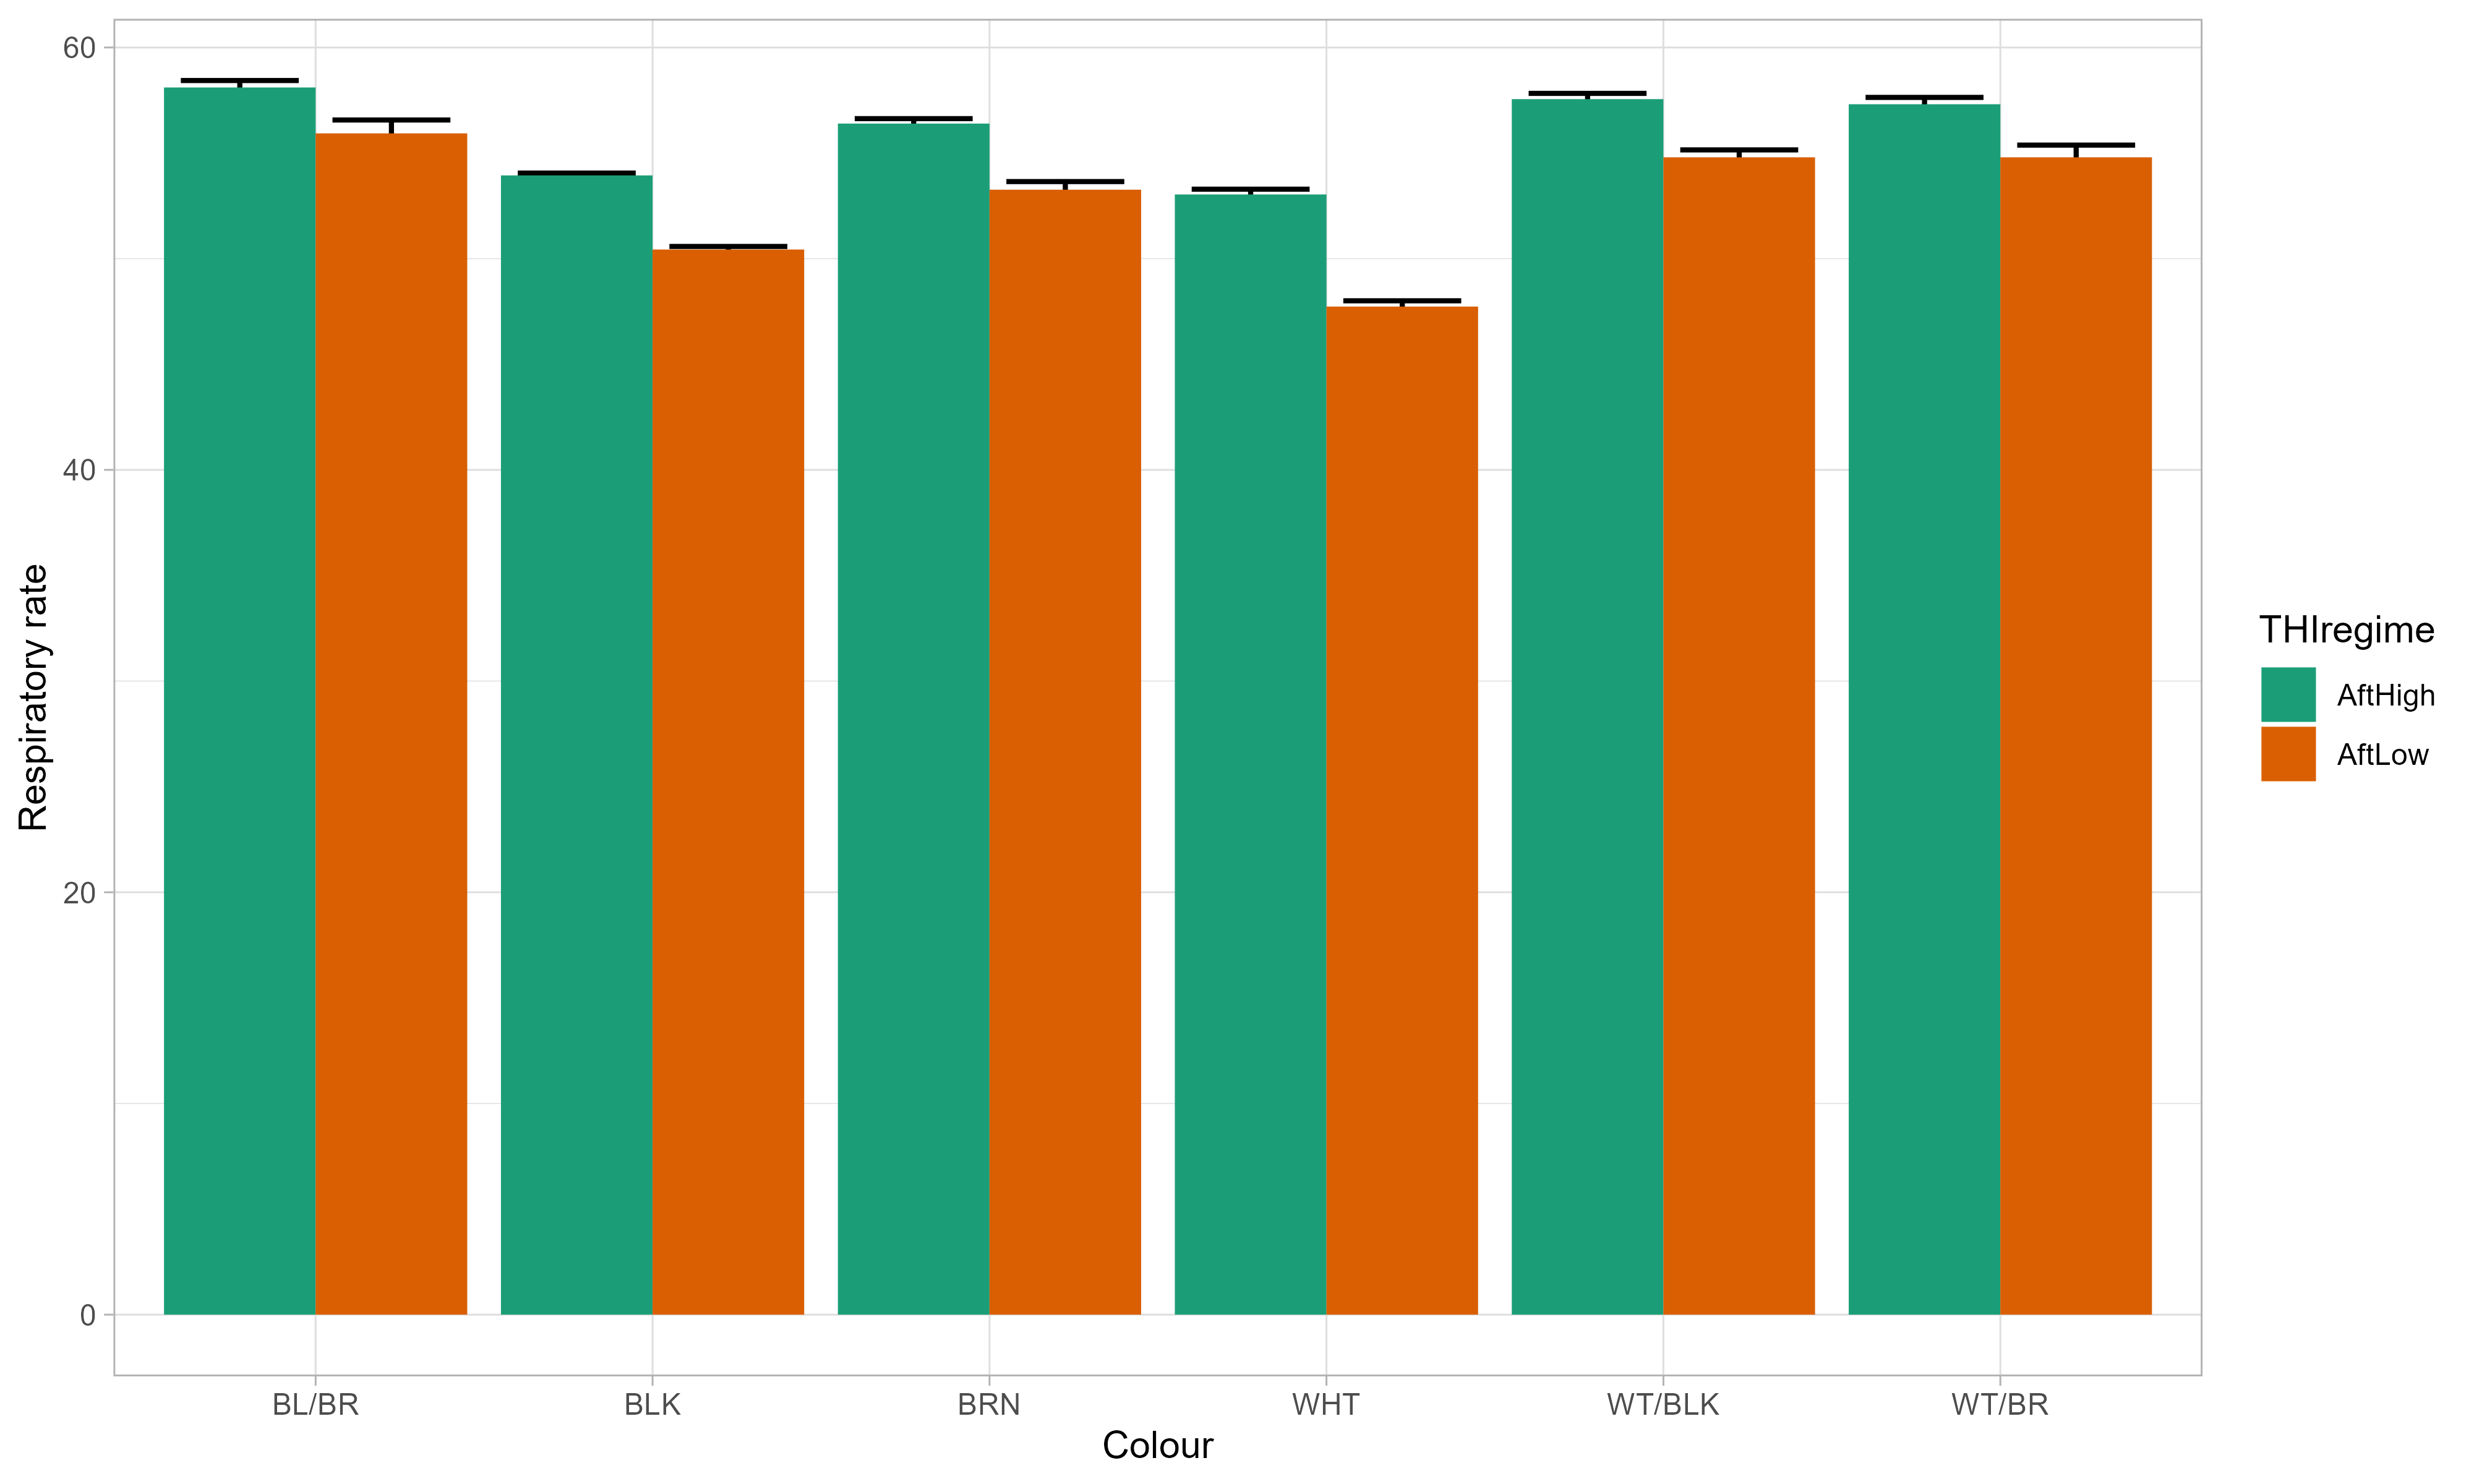 60
40
20
0
Respiratory rate
BL/BR BLK BRN WHT WT/BLK WT/BR
Colour
THIregime
AftHigh
AftLow